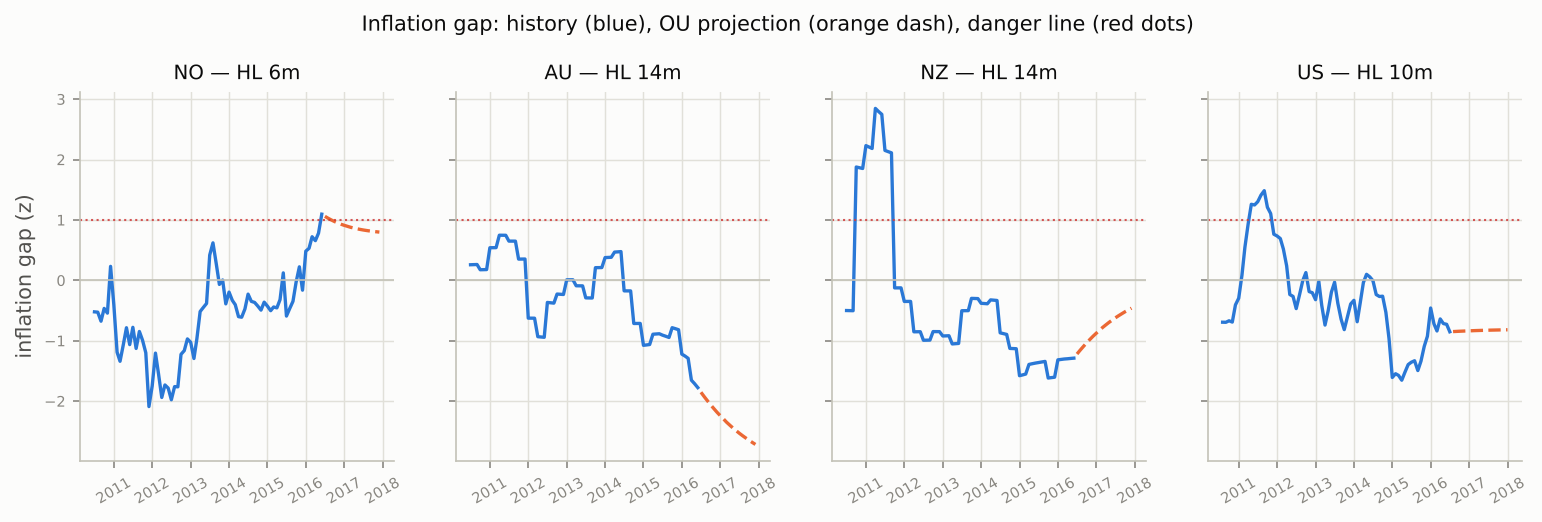 Inflation gap: history (blue), OU projection (orange dash), danger line (red dots)
NO — HL 6m
AU — HL 14m
NZ — HL 14m
US — HL 10m
inflation gap (z)
3
2
1
0
−1
−2
2011 2012 2013 2014 2015 2016 2017 2018
2011 2012 2013 2014 2015 2016 2017 2018
2011 2012 2013 2014 2015 2016 2017 2018
2011 2012 2013 2014 2015 2016 2017 2018